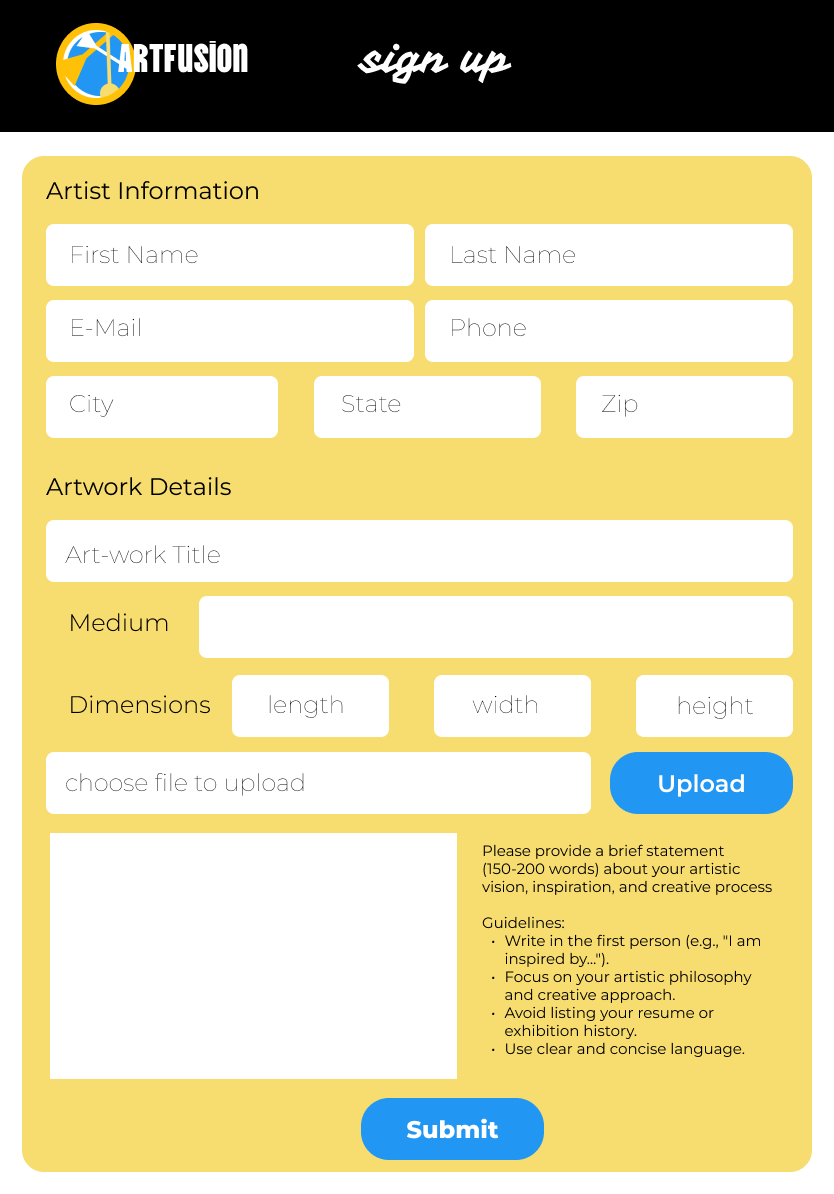 ARTFUSION
sign up
Artist Information
First Name Last Name
E-Mail Phone
City State Zip
Artwork Details
Art-work Title
Medium
Dimensions length width height
choose file to upload Upload
Please provide a brief statement
(150-200 words) about your artistic
vision, inspiration, and creative process
Guidelines:
• Write in the first person (e.g., "I am
inspired by...").
• Focus on your artistic philosophy
and creative approach.
• Avoid listing your resume or
exhibition history.
• Use clear and concise language.
Submit